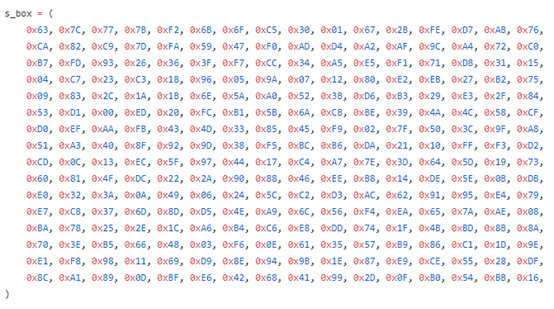 s_box = (
0x63, 0x7C, 0x77, 0x7B, 0xF2, 0x6B, 0x6F, 0xC5, 0x30, 0x01, 0x67, 0x2B, 0xFE, 0xD7, 0xAB, 0x76,
0xCA, 0x82, 0xC9, 0x7D, 0xFA, 0x59, 0x47, 0xF0, 0xAD, 0xD4, 0xA2, 0xAF, 0x9C, 0xA4, 0x72, 0xC0,
0xB7, 0xFD, 0x93, 0x26, 0x36, 0x3F, 0xF7, 0xCC, 0x34, 0xA5, 0xE5, 0xF1, 0x71, 0xD8, 0x31, 0x15,
0x04, 0xC7, 0x23, 0xC3, 0x18, 0x96, 0x05, 0x9A, 0x07, 0x12, 0x80, 0xE2, 0xEB, 0x27, 0xB2, 0x75,
0x09, 0x83, 0x2C, 0x1A, 0x1B, 0x6E, 0x5A, 0xA0, 0x52, 0x3B, 0xD6, 0xB3, 0x29, 0xE3, 0x2F, 0x84,
0x53, 0xD1, 0x00, 0xED, 0x20, 0xFC, 0xB1, 0x5B, 0x6A, 0xCB, 0xBE, 0x39, 0x4A, 0x4C, 0x58, 0xCF,
0xD0, 0xEF, 0xAA, 0xFB, 0x43, 0x4D, 0x33, 0x85, 0x45, 0xF9, 0x02, 0x7F, 0x50, 0x3C, 0x9F, 0xA8,
0x51, 0xA3, 0x40, 0x8F, 0x92, 0x9D, 0x38, 0xF5, 0xBC, 0xB6, 0xDA, 0x21, 0x10, 0xFF, 0xF3, 0xD2,
0xCD, 0x0C, 0x13, 0xEC, 0x5F, 0x97, 0x44, 0x17, 0xC4, 0xA7, 0x7E, 0x3D, 0x64, 0x5D, 0x19, 0x73,
0x60, 0x81, 0x4F, 0xDC, 0x22, 0x2A, 0x90, 0x88, 0x46, 0xEE, 0xB8, 0x14, 0xDE, 0x5E, 0x0B, 0xDB,
0xE0, 0x32, 0x3A, 0x0A, 0x49, 0x06, 0x24, 0x5C, 0xC2, 0xD3, 0xAC, 0x62, 0x91, 0x95, 0xE4, 0x79,
0xE7, 0xC8, 0x37, 0x6D, 0x8D, 0xD5, 0x4E, 0xA9, 0x6C, 0x56, 0xF4, 0xEA, 0x65, 0x7A, 0xAE, 0x08,
0xBA, 0x78, 0x25, 0x2E, 0x1C, 0xA6, 0xB4, 0xC6, 0xE8, 0xDD, 0x74, 0x1F, 0x4B, 0xBD, 0x8B, 0x8A,
0x70, 0x3E, 0xB5, 0x66, 0x48, 0x03, 0xF6, 0x0E, 0x61, 0x35, 0x57, 0xB9, 0x86, 0xC1, 0x1D, 0x9E,
0xE1, 0xF8, 0x98, 0x11, 0x69, 0xD9, 0x8E, 0x94, 0x9B, 0x1E, 0x87, 0xE9, 0xCE, 0x55, 0x28, 0xDF,
0x8C, 0xA1, 0x89, 0x0D, 0xBF, 0xE6, 0x42, 0x68, 0x41, 0x99, 0x2D, 0x0F, 0xB0, 0x54, 0xBB, 0x16,
)